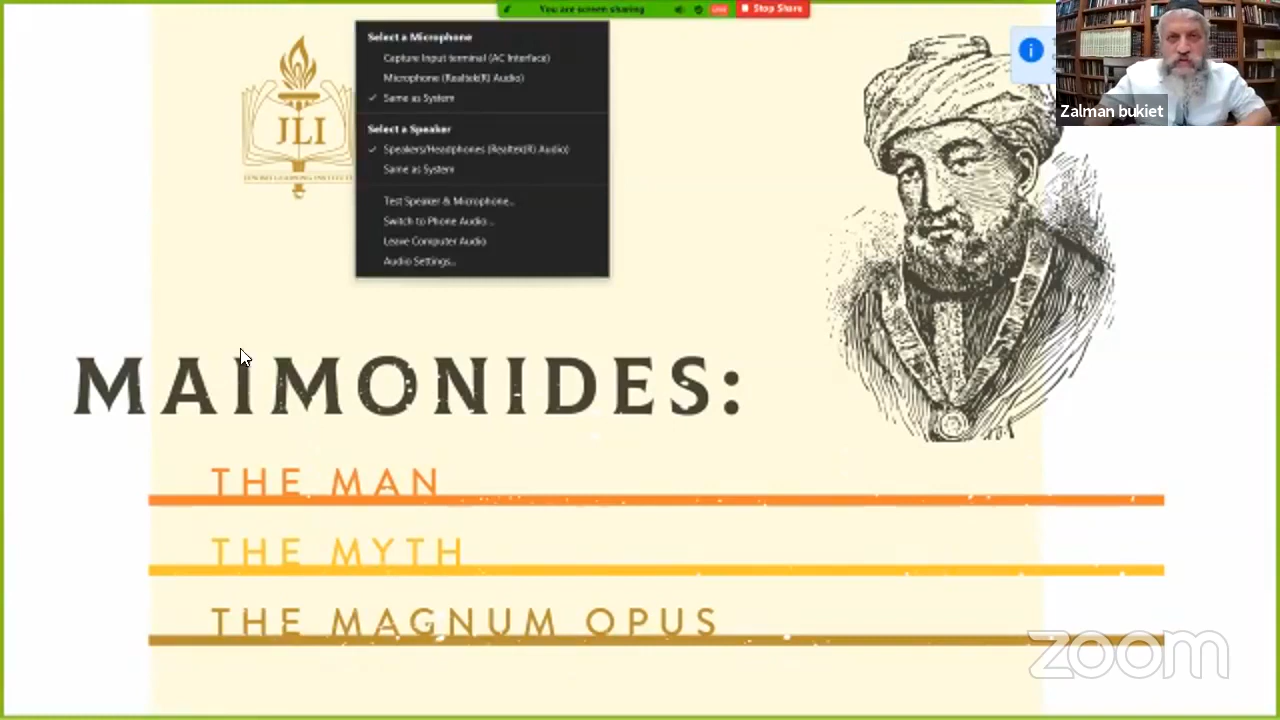 You are screen sharing
LIVE
Stop Share
Select a Microphone
Capture Input terminal (AC Interface)
Microphone (Realtek(R) Audio)
Same as System
Select a Speaker
Speakers/Headphones (Realtek(R) Audio)
Same as System
Test Speaker & Microphone...
Switch to Phone Audio...
Leave Computer Audio
Audio Settings...
JLI
Zalman bukiet
MAIMONIDES:
THE MAN
THE MYTH
THE MAGNUM OPUS
zoom